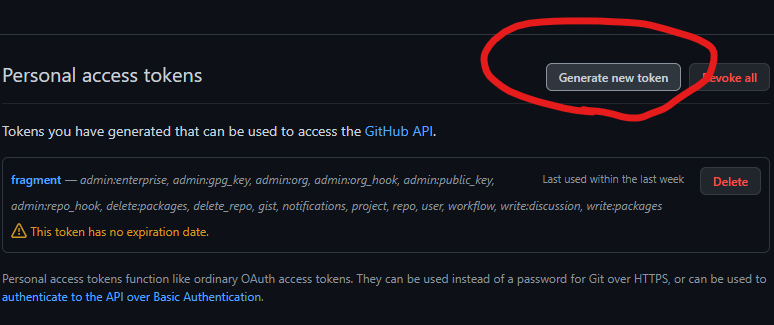 Personal access tokens
Generate new token
Revoke all
Tokens you have generated that can be used to access the GitHub API.
fragment — admin:enterprise, admin:gpg_key, admin:org, admin:org_hook, admin:public_key,
Last used within the last week
Delete
admin:repo_hook, delete:packages, delete_repo, gist, notifications, project, repo, user, workflow, write:discussion, write:packages
This token has no expiration date.
Personal access tokens function like ordinary OAuth access tokens. They can be used instead of a password for Git over HTTPS, or can be used to
authenticate to the API over Basic Authentication.